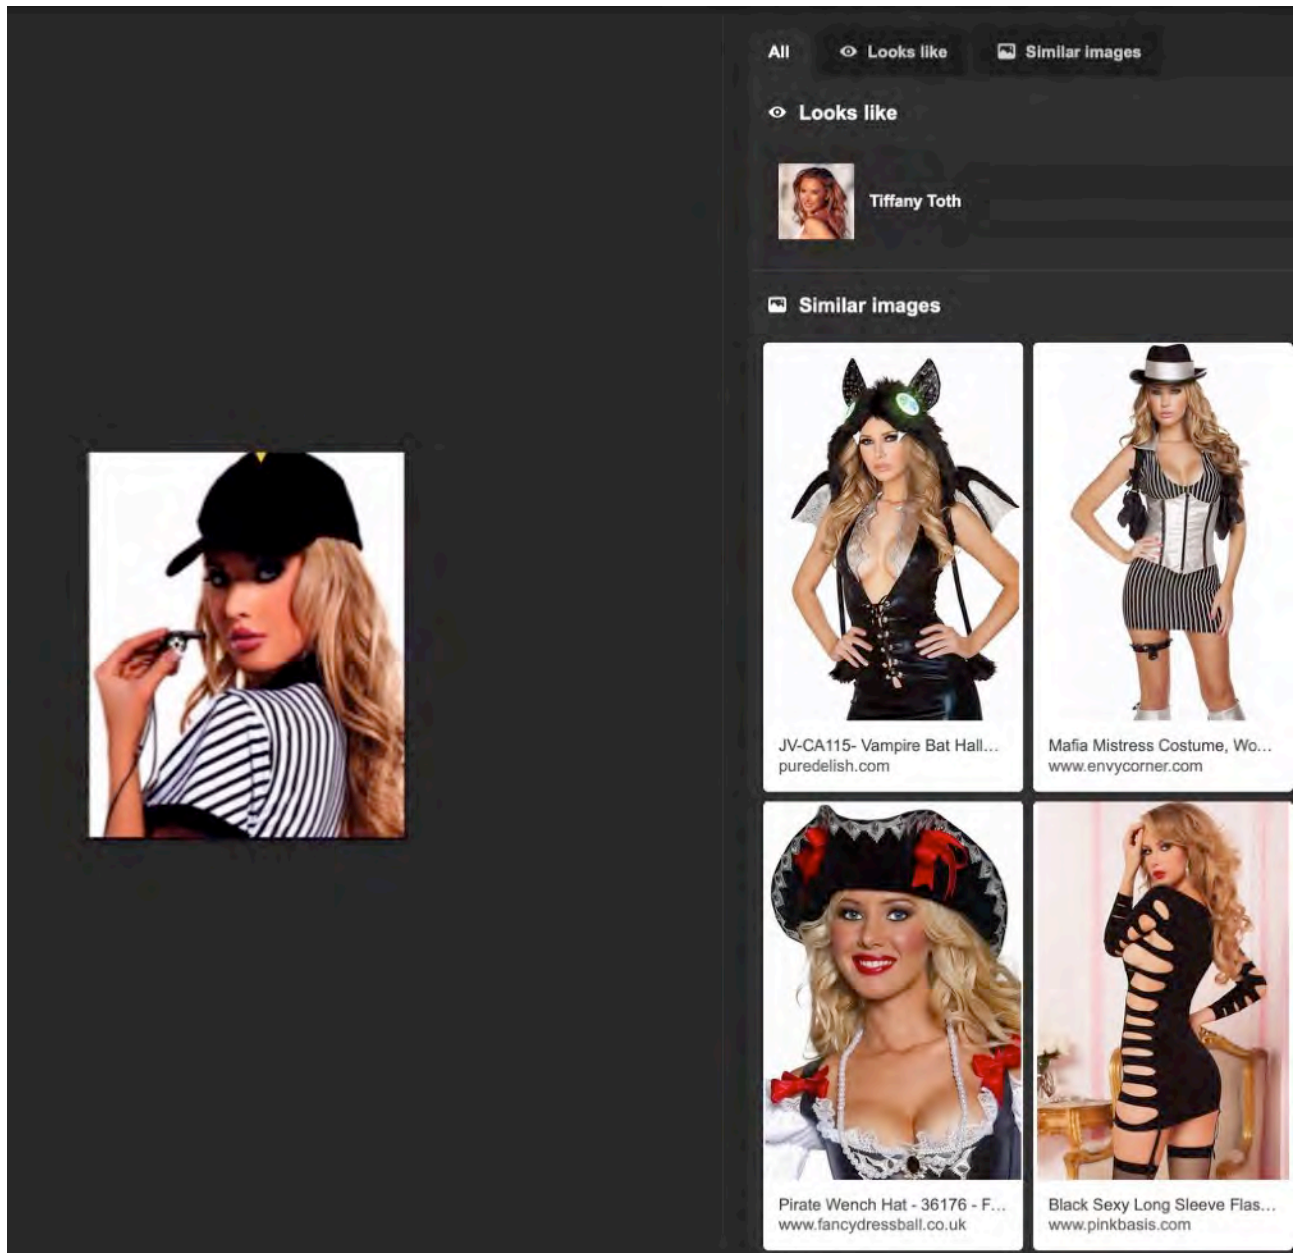 All Looks like Similar images
Looks like
Tiffany Toth
Similar images
JV-CA115- Vampire Bat Hall...
puredelish.com
Mafia Mistress Costume, Wo...
www.envycorner.com
Pirate Wench Hat - 36176 - F...
www.fancydressball.co.uk
Black Sexy Long Sleeve Flas...
www.pinkbasis.com